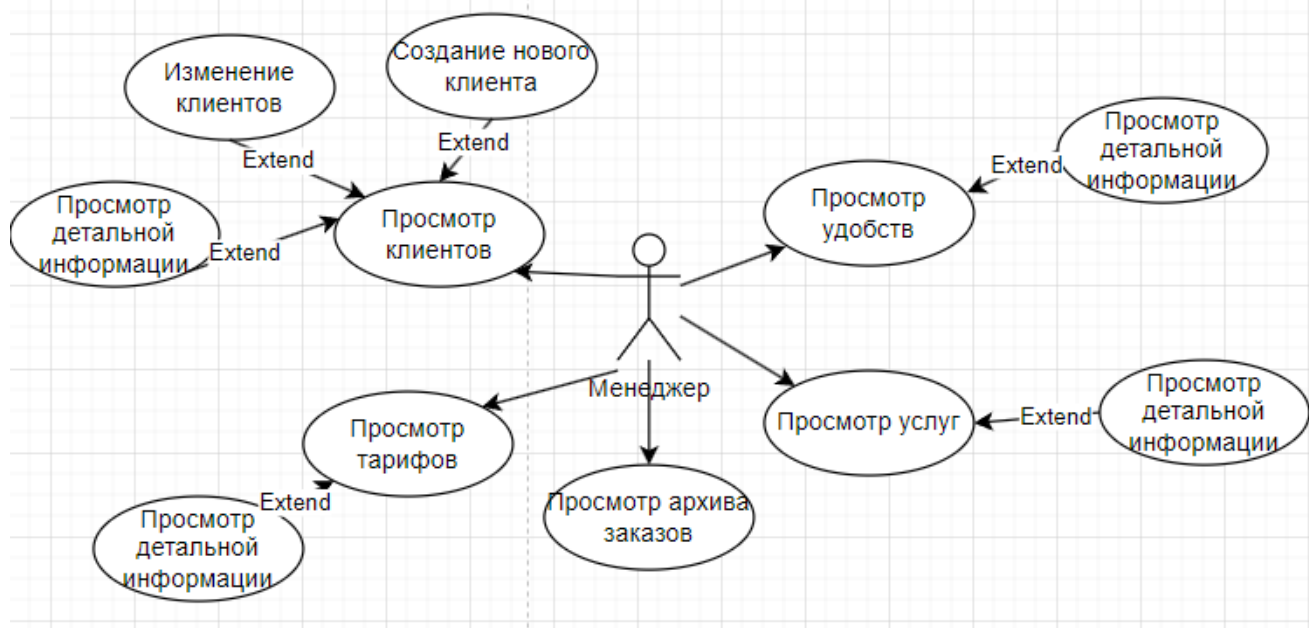 Создание нового
клиента
Изменение
клиентов
Extend
Extend
Просмотр
детальной
информации
Extend
Просмотр
клиентов
Просмотр
удобств
Extend
Просмотр
детальной
информации
Менеджер
Просмотр
тарифов
Extend
Просмотр
детальной
информации
Просмотр архива
заказов
Просмотр услуг
Extend
Просмотр
детальной
информации